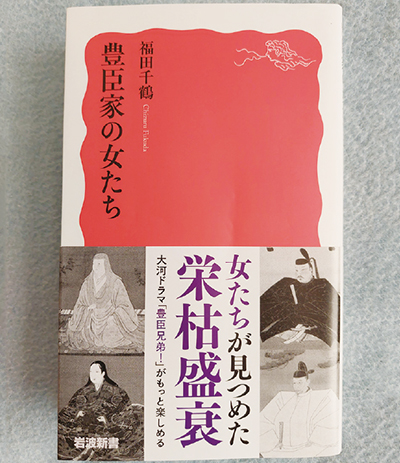 福田千鶴
Chizuru Fukuda
豊臣家の女たち
女たちが見つめた
栄枯盛衰
大河ドラマ「豊臣兄弟!」がもっと楽しめる
岩波新書